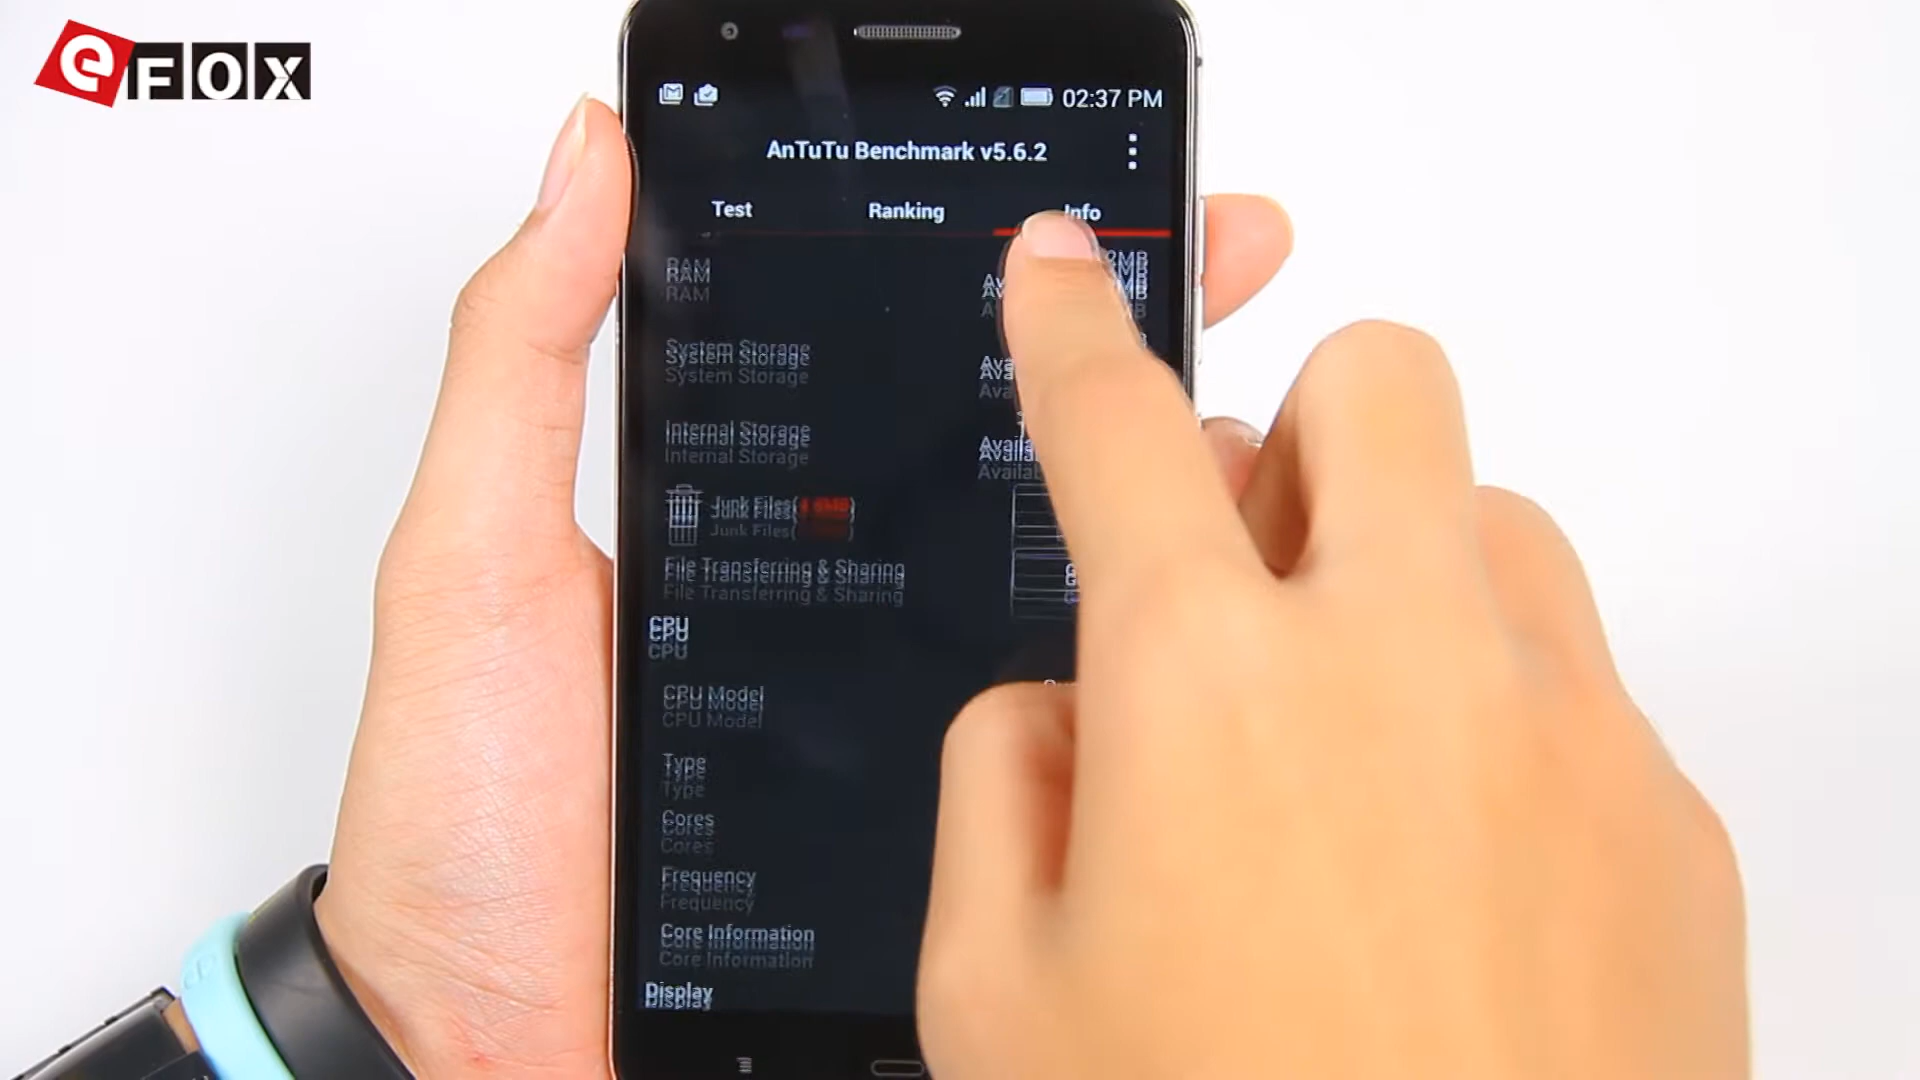 eFOX
02:37 PM
AnTuTu Benchmark v5.6.2
Test Ranking Info
RAM
System Storage
Internal Storage
Junk Files(
File Transferring & Sharing
CPU
CPU Model
Type
Cores
Frequency
Core Information
Display